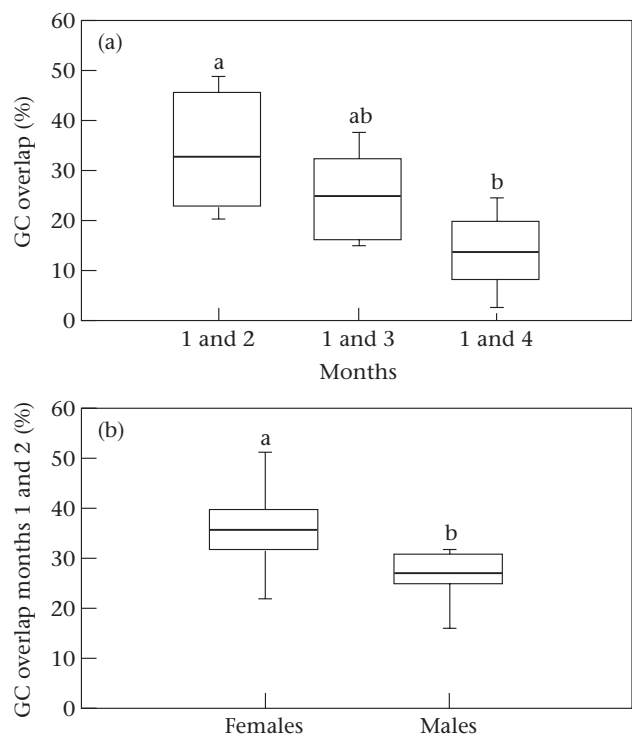 (a)
60
50
40
30
20
10
0
GC overlap (%)
a
ab
b
1 and 2
1 and 3
1 and 4
Months
(b)
60
50
40
30
20
10
0
GC overlap months 1 and 2 (%)
a
b
Females
Males